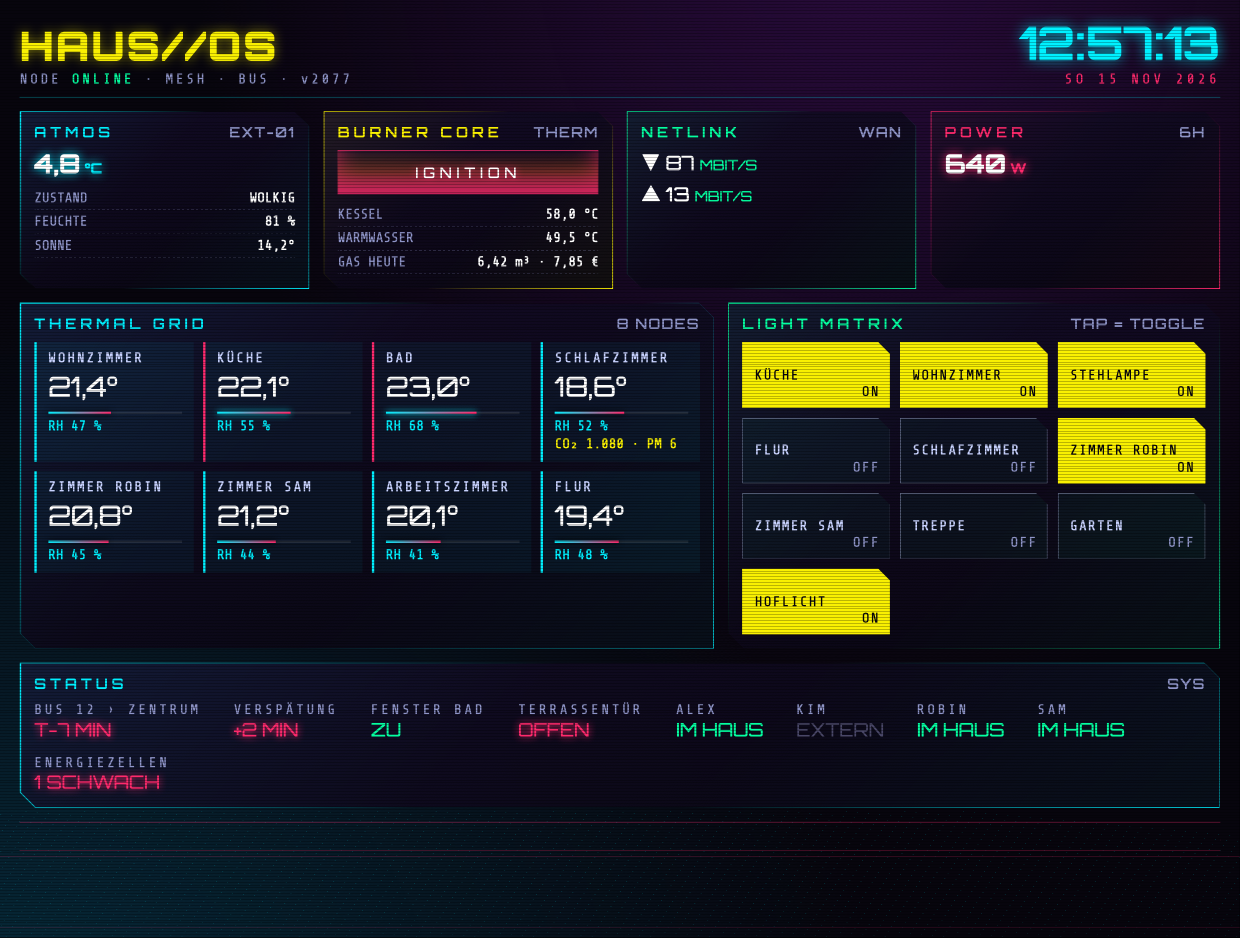 HAUS//OS
12:57:13
NODE ONLINE · MESH · BUS · v2077
SO 15 NOV 2026
ATMOS EXT-01
4,8 °C
ZUSTAND WOLKIG
FEUCHTE 81 %
SONNE 14,2°
BURNER CORE THERM
IGNITION
KESSEL 58,0 °C
WARMWASSER 49,5 °C
GAS HEUTE 6,42 m³ · 7,85 €
NETLINK WAN
▼ 87 MBIT/S
▲ 13 MBIT/S
POWER 6H
640 W
THERMAL GRID 8 NODES
WOHNZIMMER
21,4°
RH 47 %
KÜCHE
22,1°
RH 55 %
BAD
23,0°
RH 68 %
SCHLAFZIMMER
18,6°
RH 52 %
CO₂ 1.080 · PM 6
ZIMMER ROBIN
20,8°
RH 45 %
ZIMMER SAM
21,2°
RH 44 %
ARBEITSZIMMER
20,1°
RH 41 %
FLUR
19,4°
RH 48 %
LIGHT MATRIX TAP = TOGGLE
KÜCHE
ON
WOHNZIMMER
ON
STEHLAMPE
ON
FLUR
OFF
SCHLAFZIMMER
OFF
ZIMMER ROBIN
ON
ZIMMER SAM
OFF
TREPPE
OFF
GARTEN
OFF
HOFLICHT
ON
STATUS SYS
BUS 12 › ZENTRUM
T-7 MIN
VERSPÄTUNG
+2 MIN
FENSTER BAD
ZU
TERRASSENTÜR
OFFEN
ALEX
IM HAUS
KIM
EXTERN
ROBIN
IM HAUS
SAM
IM HAUS
ENERGIEZELLEN
1 SCHWACH